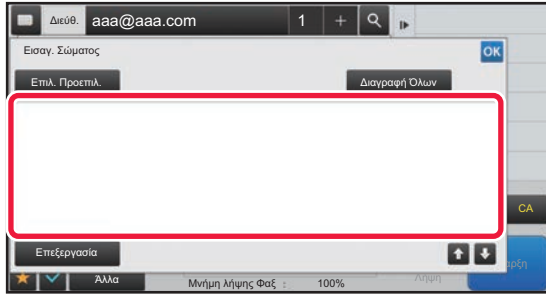 Διεύθ. aaa@aaa.com 1 +
Εισαγ. Σώματος OK
Επιλ. Προεπιλ. Διαγραφή Όλων
CA
Επεξεργασία
Άλλα Μνήμη λήψης Φαξ : 100% Λήψη